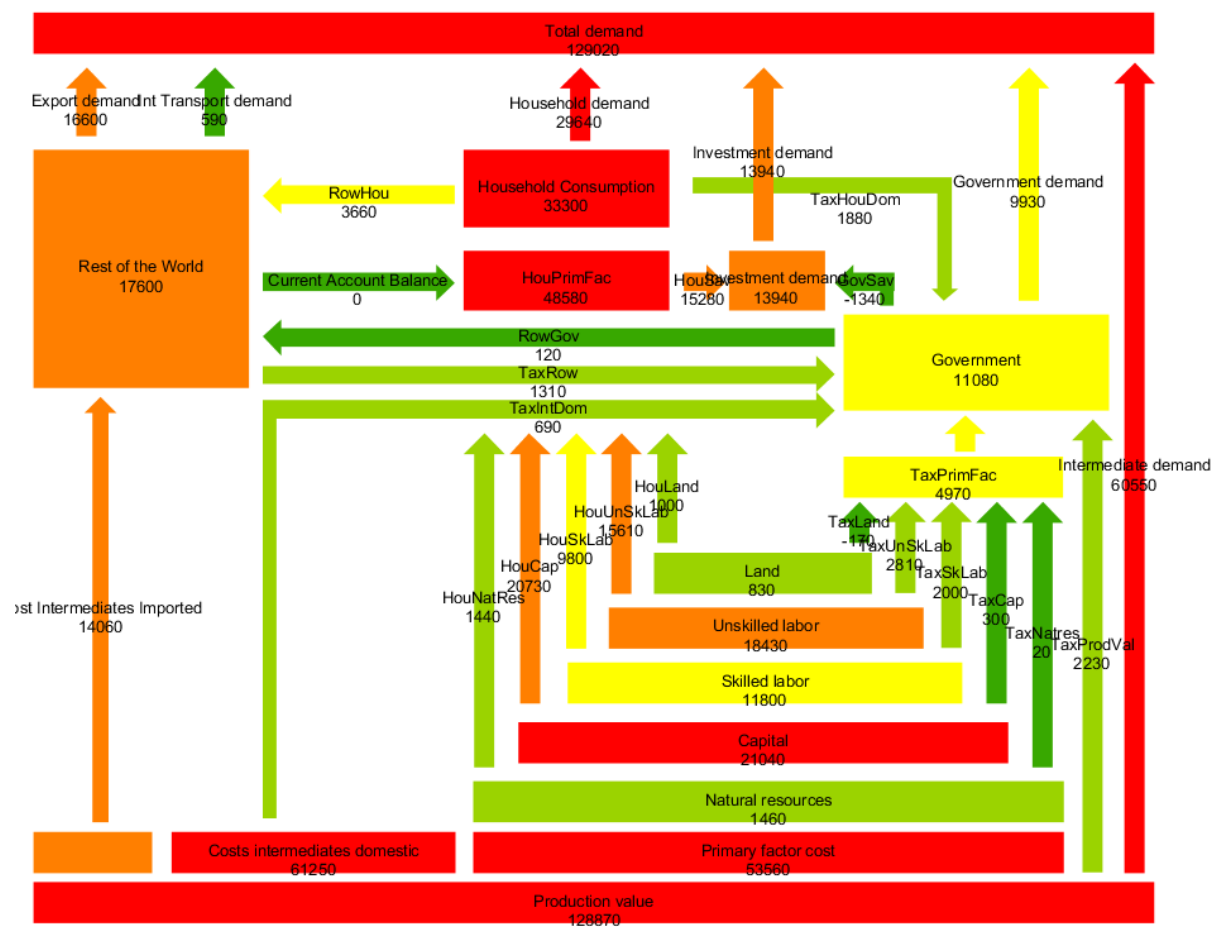 Total demand
129020
Export demand
16600
Int Transport demand
590
Household demand
29640
Investment demand
13940
Government demand
9930
RowHou
3660
Household Consumption
33300
TaxHouDom
1880
Rest of the World
17600
Current Account Balance
0
HouPrimFac
48580
HouSav
15280
Investment demand
13940
GovSav
-1340
RowGov
120
TaxRow
1310
TaxIntDom
690
Government
11080
TaxPrimFac
4970
Intermediate demand
60550
HouLand
1000
HouUnSkLab
15610
HouSkLab
9800
HouCap
20730
HouNatRes
1440
TaxLand
-170
TaxUnSkLab
2810
TaxSkLab
2000
TaxCap
300
TaxNatres
20
TaxProdVal
2230
Land
830
Unskilled labor
18430
ost Intermediates Imported
14060
Skilled labor
11800
Capital
21040
Natural resources
1460
Costs intermediates domestic
61250
Primary factor cost
53560
Production value
128870